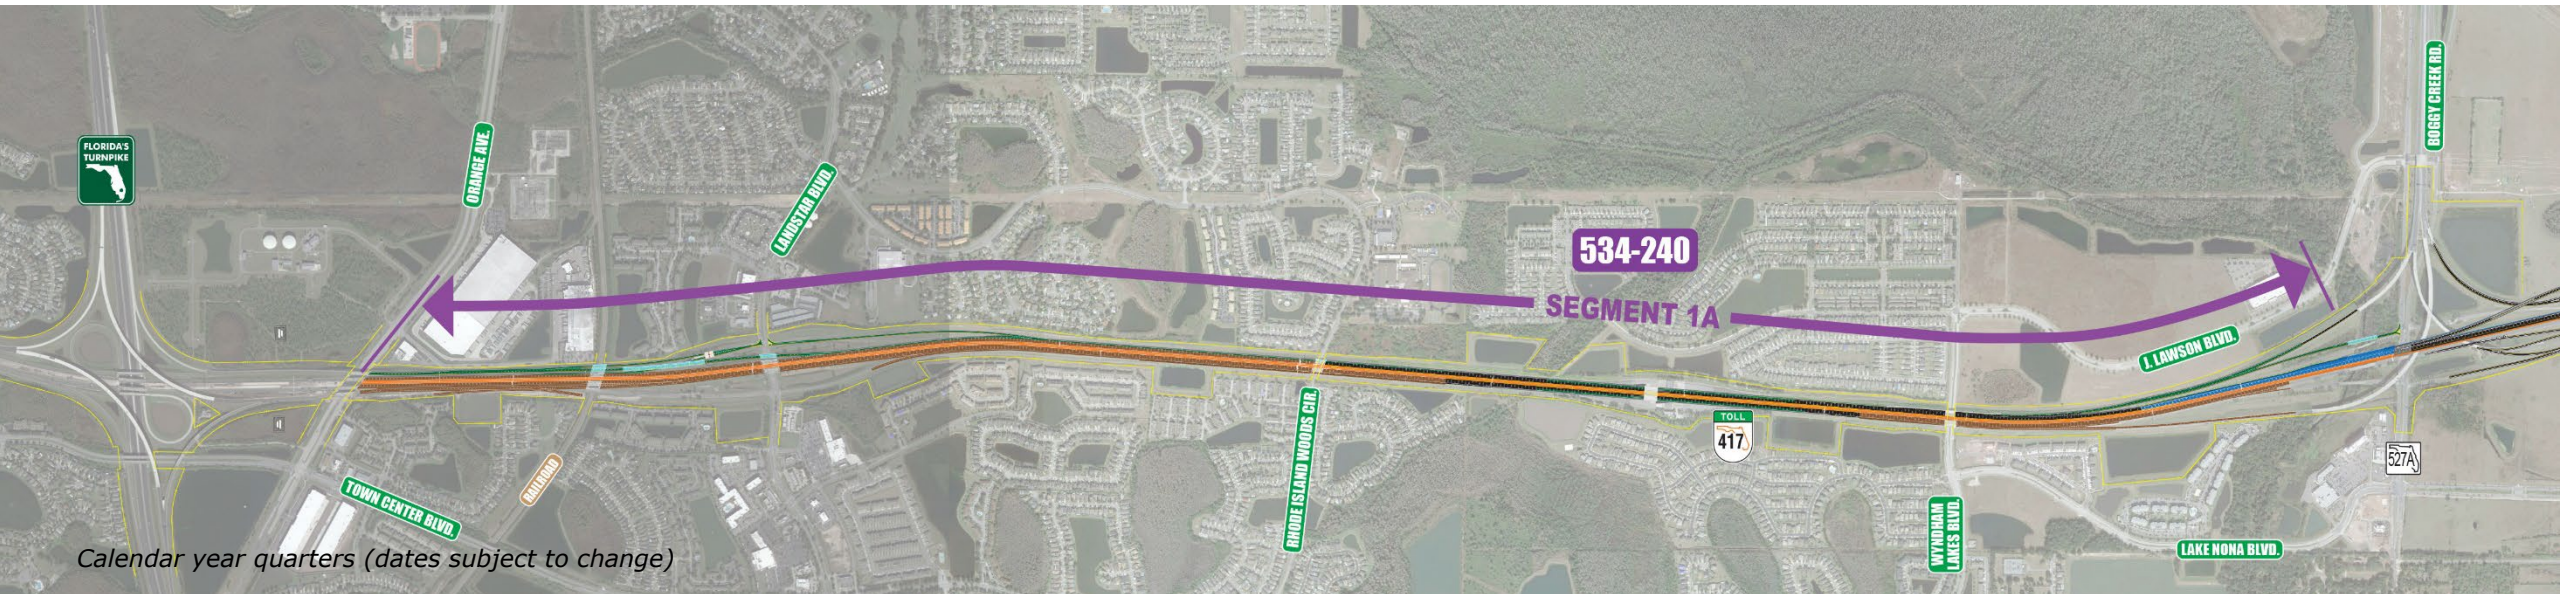 FLORIDA'S
TURNPIKE
ORANGE AVE.
LANDSTAR BLVD.
534-240
SEGMENT 1A
BOGGY CREEK RD.
J. LAWSON BLVD.
TOLL
417
527A
TOWN CENTER BLVD.
RAILROAD
RHODE ISLAND WOODS CIR.
WYNDHAM
LAKES BLVD.
LAKE NONA BLVD.
Calendar year quarters (dates subject to change)